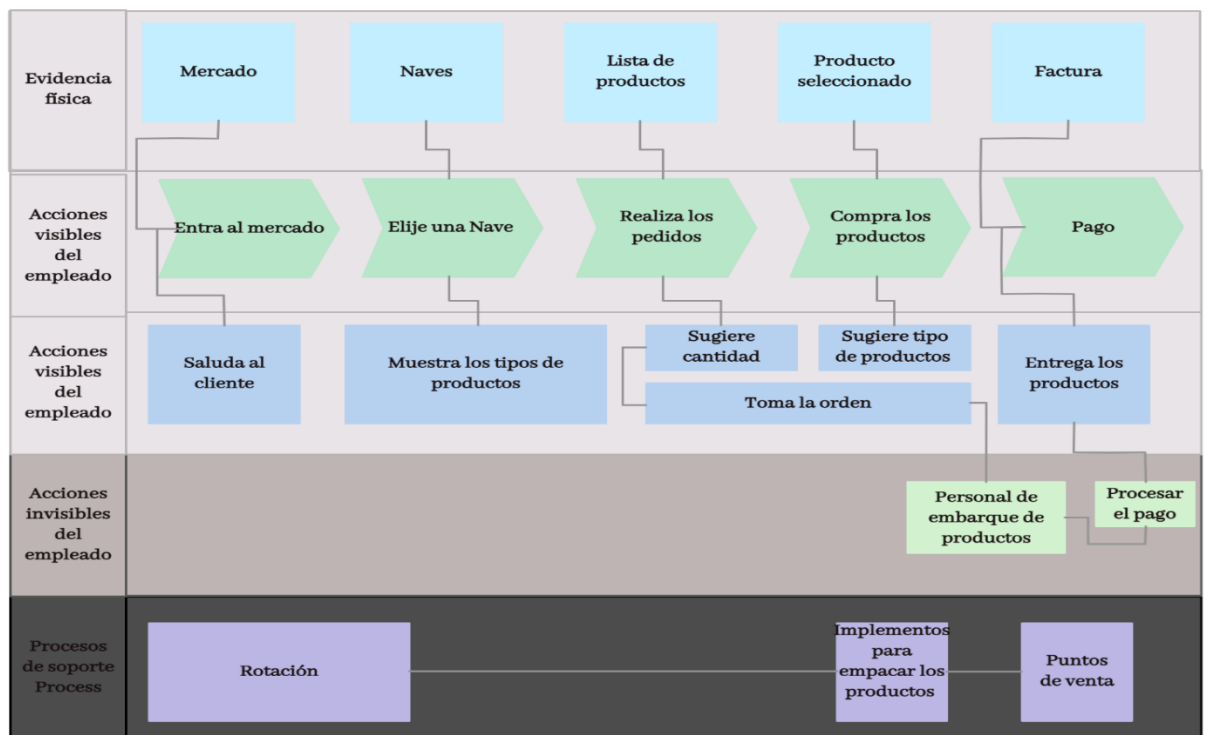 Evidencia
física
Mercado
Naves
Lista de
productos
Producto
seleccionado
Factura
Acciones
visibles
del
empleado
Entra al mercado
Elije una Nave
Realiza los
pedidos
Compra los
productos
Pago
Acciones
visibles
del
empleado
Saluda al
cliente
Muestra los tipos de
productos
Sugiere
cantidad
Sugiere tipo
de productos
Toma la orden
Entrega los
productos
Acciones
invisibles
del
empleado
Personal de
embarque de
productos
Procesar
el pago
Procesos
de soporte
Process
Rotación
Implementos
para
empacar los
productos
Puntos
de venta